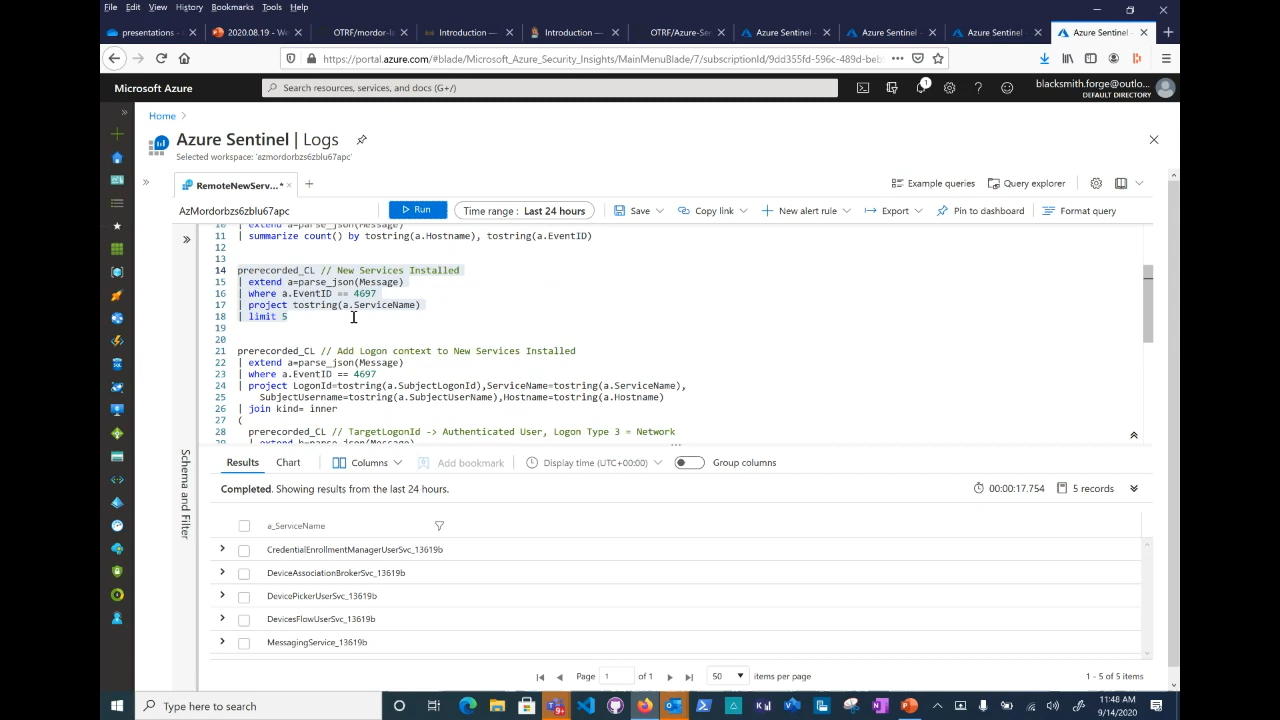 File Edit View History Bookmarks Tools Help
presentations -
2020.08.19 - We
OTRF/mordor-la
Introduction —
Introduction —
OTRF/Azure-Se
Azure Sentinel -
Azure Sentinel -
Azure Sentinel -
Azure Sentinel -
https://portal.azure.com/#blade/Microsoft_Azure_Security_Insights/MainMenuBlade/7/subscriptionId/9dd355fd-596c-489d-beb
Microsoft Azure
Search resources, services, and docs (G+/)
1
blacksmith.forge@outlo...
DEFAULT DIRECTORY
Home >
Azure Sentinel | Logs
Selected workspace: 'azmordorbzs6zblu67apc'
RemoteNewServ...*
Example queries
Query explorer
AzMordorbzs6zblu67apc
Run
Time range : Last 24 hours
Save
Copy link
New alert rule
Export
Pin to dashboard
Format query
10 | extend a=parse_json(Message)
11 | summarize count() by tostring(a.Hostname), tostring(a.EventID)
12
13
14 prerecorded_CL // New Services Installed
15 | extend a=parse_json(Message)
16 | where a.EventID == 4697
17 | project tostring(a.ServiceName)
18 | limit 5
19
20
21 prerecorded_CL // Add Logon context to New Services Installed
22 | extend a=parse_json(Message)
23 | where a.EventID == 4697
24 | project LogonId=tostring(a.SubjectLogonId),ServiceName=tostring(a.ServiceName),
25 SubjectUsername=tostring(a.SubjectUserName),Hostname=tostring(a.Hostname)
26 | join kind= inner
27 (
28 prerecorded_CL // TargetLogonId -> Authenticated User, Logon Type 3 = Network
29 | extend b=parse_json(Message)
Schema and Filter
Results
Chart
Columns
Add bookmark
Display time (UTC+00:00)
Group columns
Completed. Showing results from the last 24 hours.
00:00:17.754
5 records
a_ServiceName
CredentialEnrollmentManagerUserSvc_13619b
DeviceAssociationBrokerSvc_13619b
DevicePickerUserSvc_13619b
DevicesFlowUserSvc_13619b
MessagingService_13619b
Page 1 of 1
50 items per page
1 - 5 of 5 items
Type here to search
11:48 AM
9/14/2020